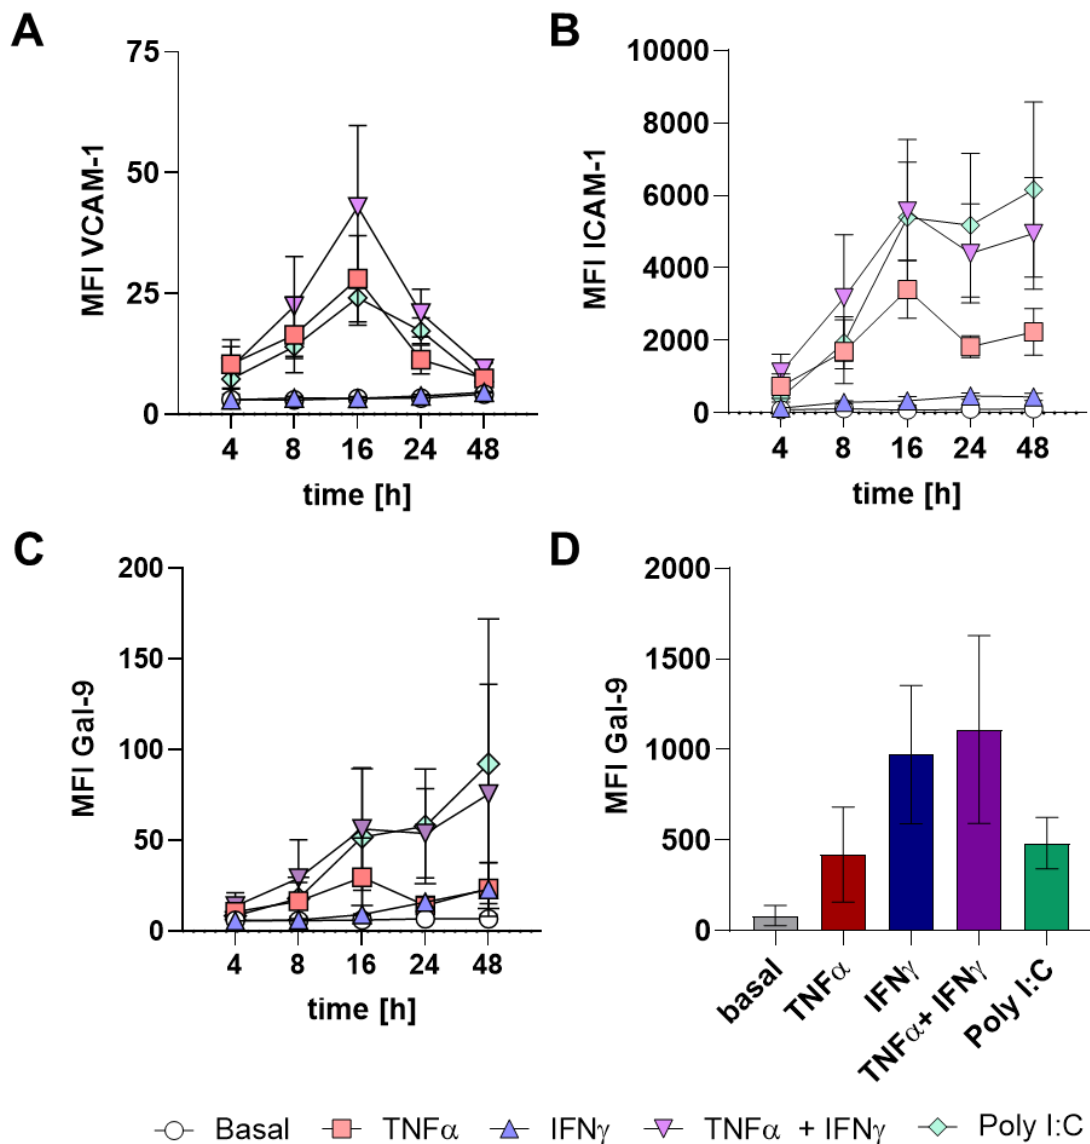 A
75
50
25
0
MFI VCAM-1
4 8 16 24 48
time [h]
B
10000
8000
6000
4000
2000
0
MFI ICAM-1
4 8 16 24 48
time [h]
C
200
150
100
50
0
MFI Gal-9
4 8 16 24 48
time [h]
D
2000
1500
1000
500
0
MFI Gal-9
basal
TNFα
IFNγ
TNFα+ IFNγ
Poly I:C
Basal TNFα IFNγ TNFα + IFNγ Poly I:C